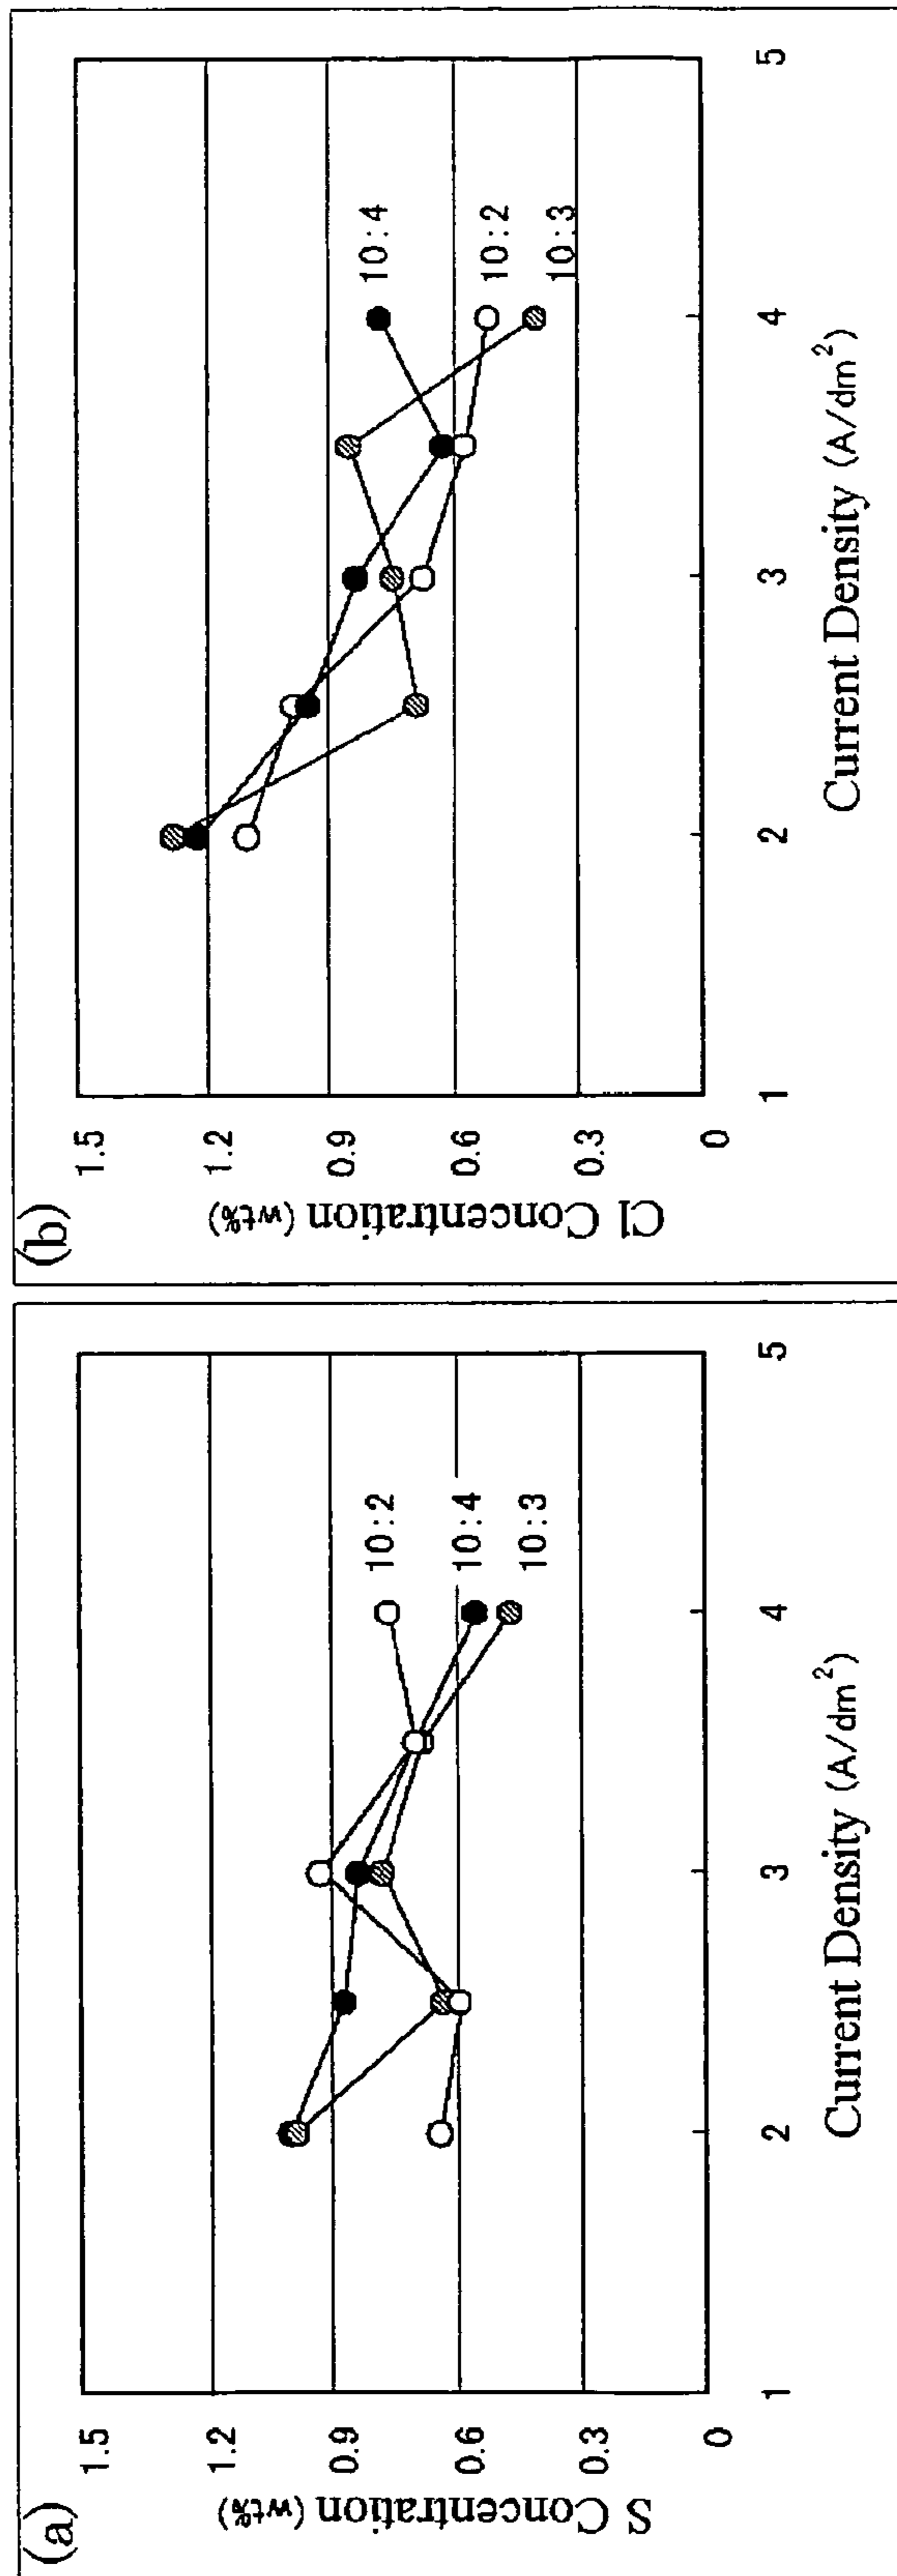 (a)
S Concentration (wt%)
1.5
1.2
0.9
0.6
0.3
0
10:2
10:4
10:3
1 2 3 4 5
Current Density (A/dm²)
(b)
Cl Concentration (wt%)
1.5
1.2
0.9
0.6
0.3
0
10:4
10:2
10:3
1 2 3 4 5
Current Density (A/dm²)